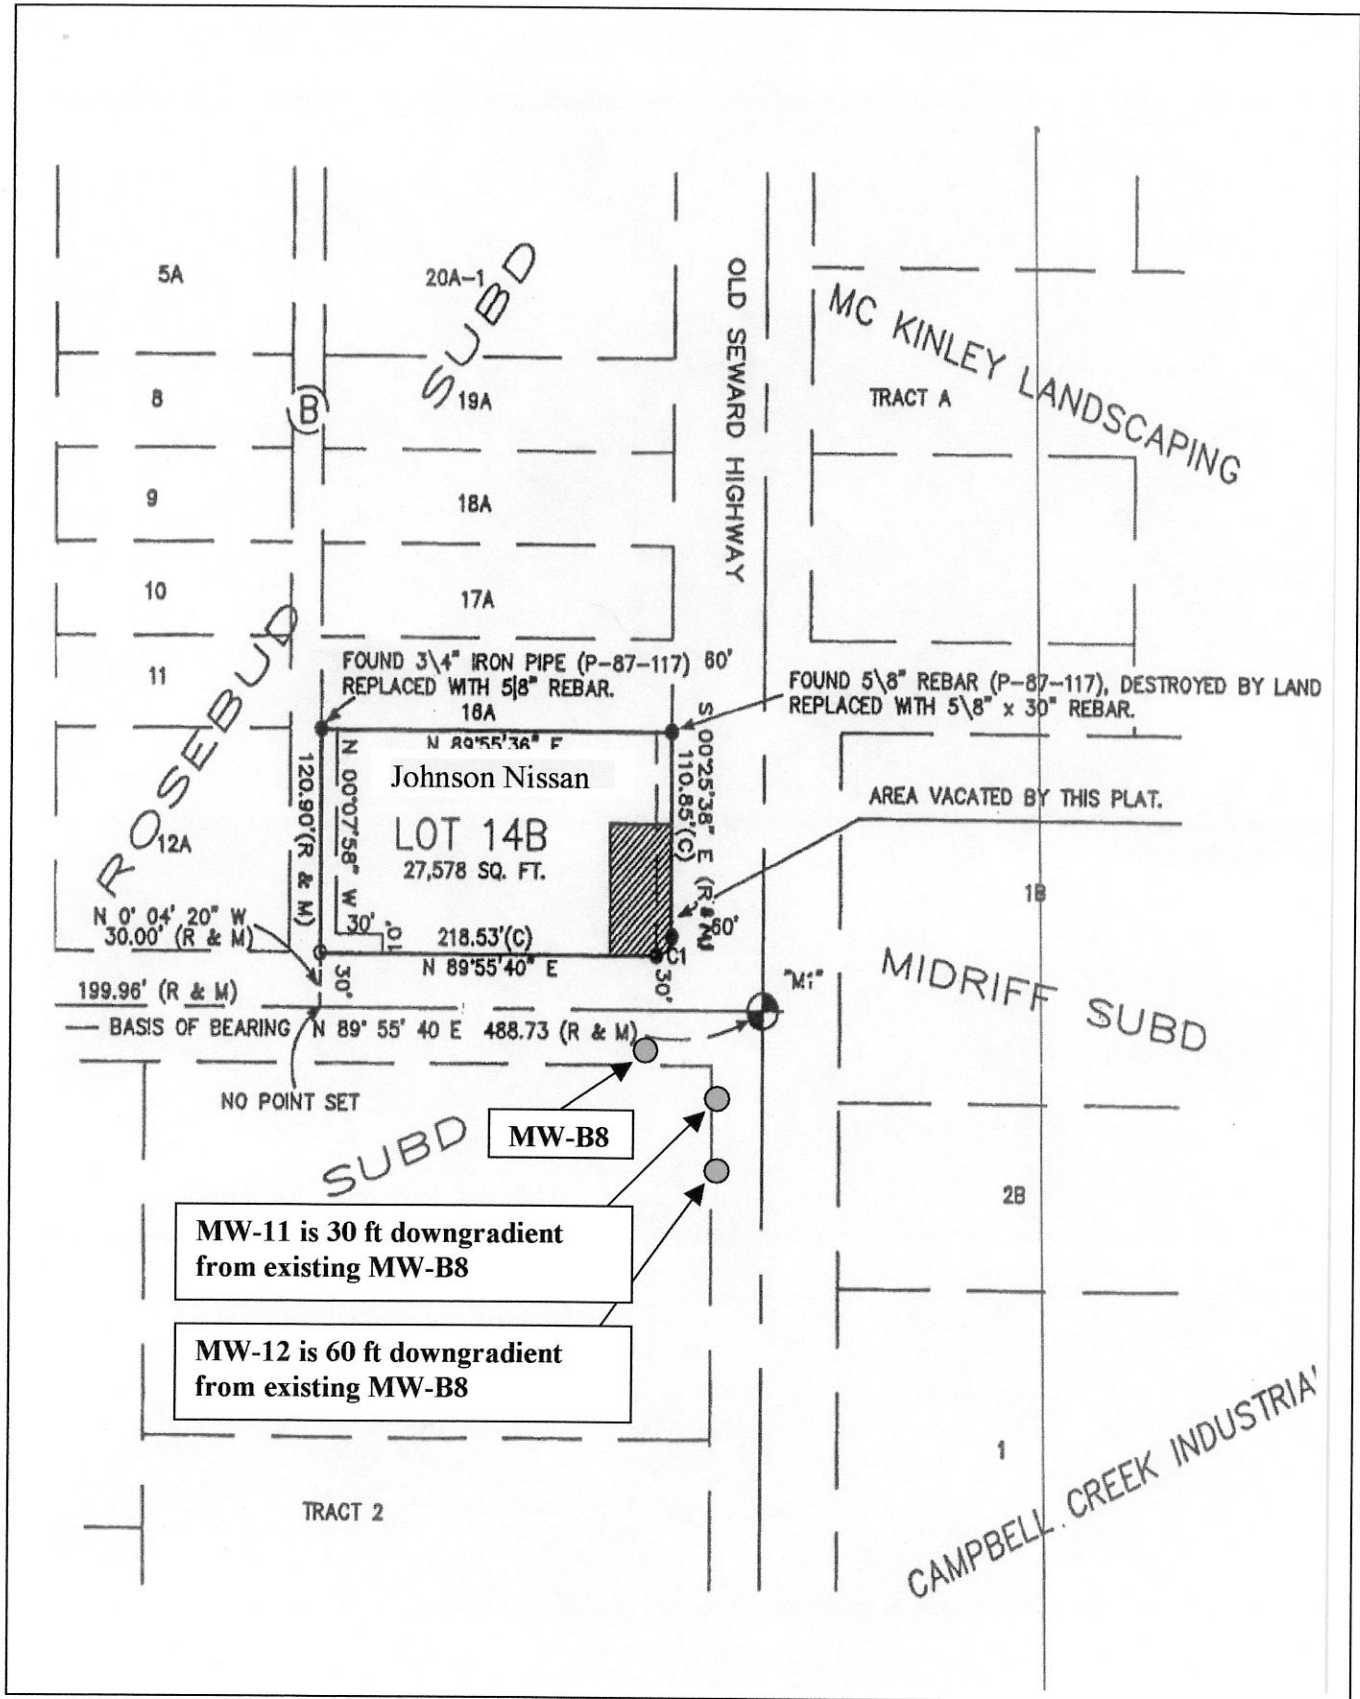 5A
20A-1
SUBD
OLD SEWARD HIGHWAY
MC KINLEY LANDSCAPING
8
B
19A
TRACT A
9
18A
10
17A
ROSEBUD
11
FOUND 3\4" IRON PIPE (P-87-117)
REPLACED WITH 5|8" REBAR.
60'
FOUND 5\8" REBAR (P-87-117), DESTROYED BY LAND
REPLACED WITH 5\8" x 30" REBAR.
16A
N 89°55'36" E
S 00°25'38" E (R & M)
110.85'(C)
120.90'(R & M)
N 00°07'58" W
Johnson Nissan
AREA VACATED BY THIS PLAT.
LOT 14B
27,578 SQ. FT.
12A
1B
N 0° 04' 20" W
30.00' (R & M)
30'
10'
218.53'(C)
60'
N 89°55'40" E
C1
30'
30'
"M1"
MIDRIFF SUBD
199.96' (R & M)
BASIS OF BEARING N 89° 55' 40 E 488.73 (R & M)
NO POINT SET
MW-B8
SUBD
2B
MW-11 is 30 ft downgradient
from existing MW-B8
MW-12 is 60 ft downgradient
from existing MW-B8
1
CAMPBELL CREEK INDUSTRIA
TRACT 2